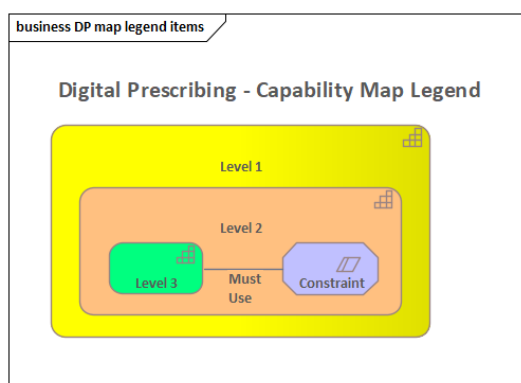 business DP map legend items
Digital Prescribing - Capability Map Legend
Level 1
Level 2
Level 3
Must
Use
Constraint